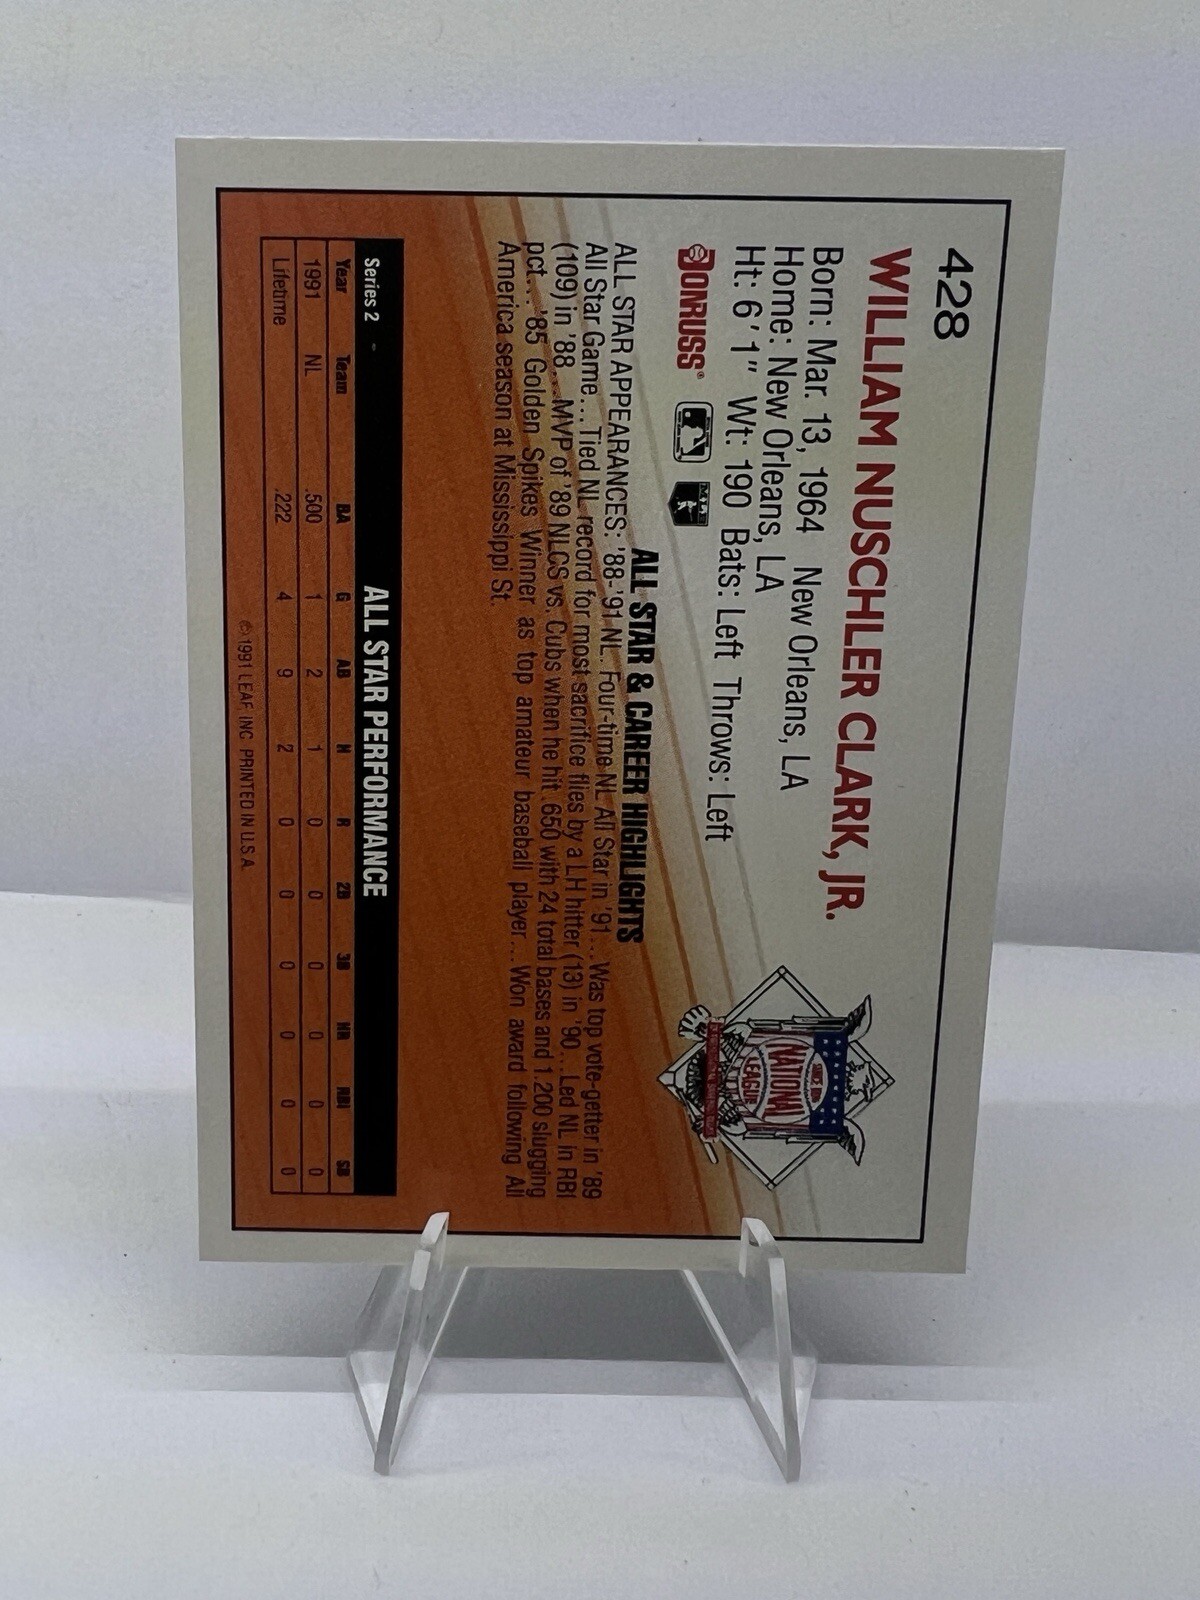 428
WILLIAM NUSCHLER CLARK, JR.
Born: Mar. 13, 1964 New Orleans, LA
Home: New Orleans, LA
Ht: 6' 1" Wt: 190 Bats: Left Throws: Left
DONRUSS®
NATIONAL
LEAGUE
ALL STAR & CAREER HIGHLIGHTS
ALL STAR APPEARANCES: '88-'91 NL. Four-time NL All Star in '91... Was top vote-getter in '89
All Star Game... Tied NL record for most sacrifice flies by a LH hitter (13) in '90... Led NL in RBI
(109) in '88... MVP of '89 NLCS vs. Cubs when he hit .650 with 24 total bases and 1.200 slugging
pct... '85 Golden Spikes Winner as top amateur baseball player... Won award following All
America season at Mississippi St.
Series 2 ALL STAR PERFORMANCE
Year Team BA G AB H R 2B 3B HR RBI SB
1991 NL .500 1 2 1 0 0 0 0 0 0
Lifetime .222 4 9 2 0 0 0 0 0 0
© 1991 LEAF, INC. PRINTED IN U.S.A.